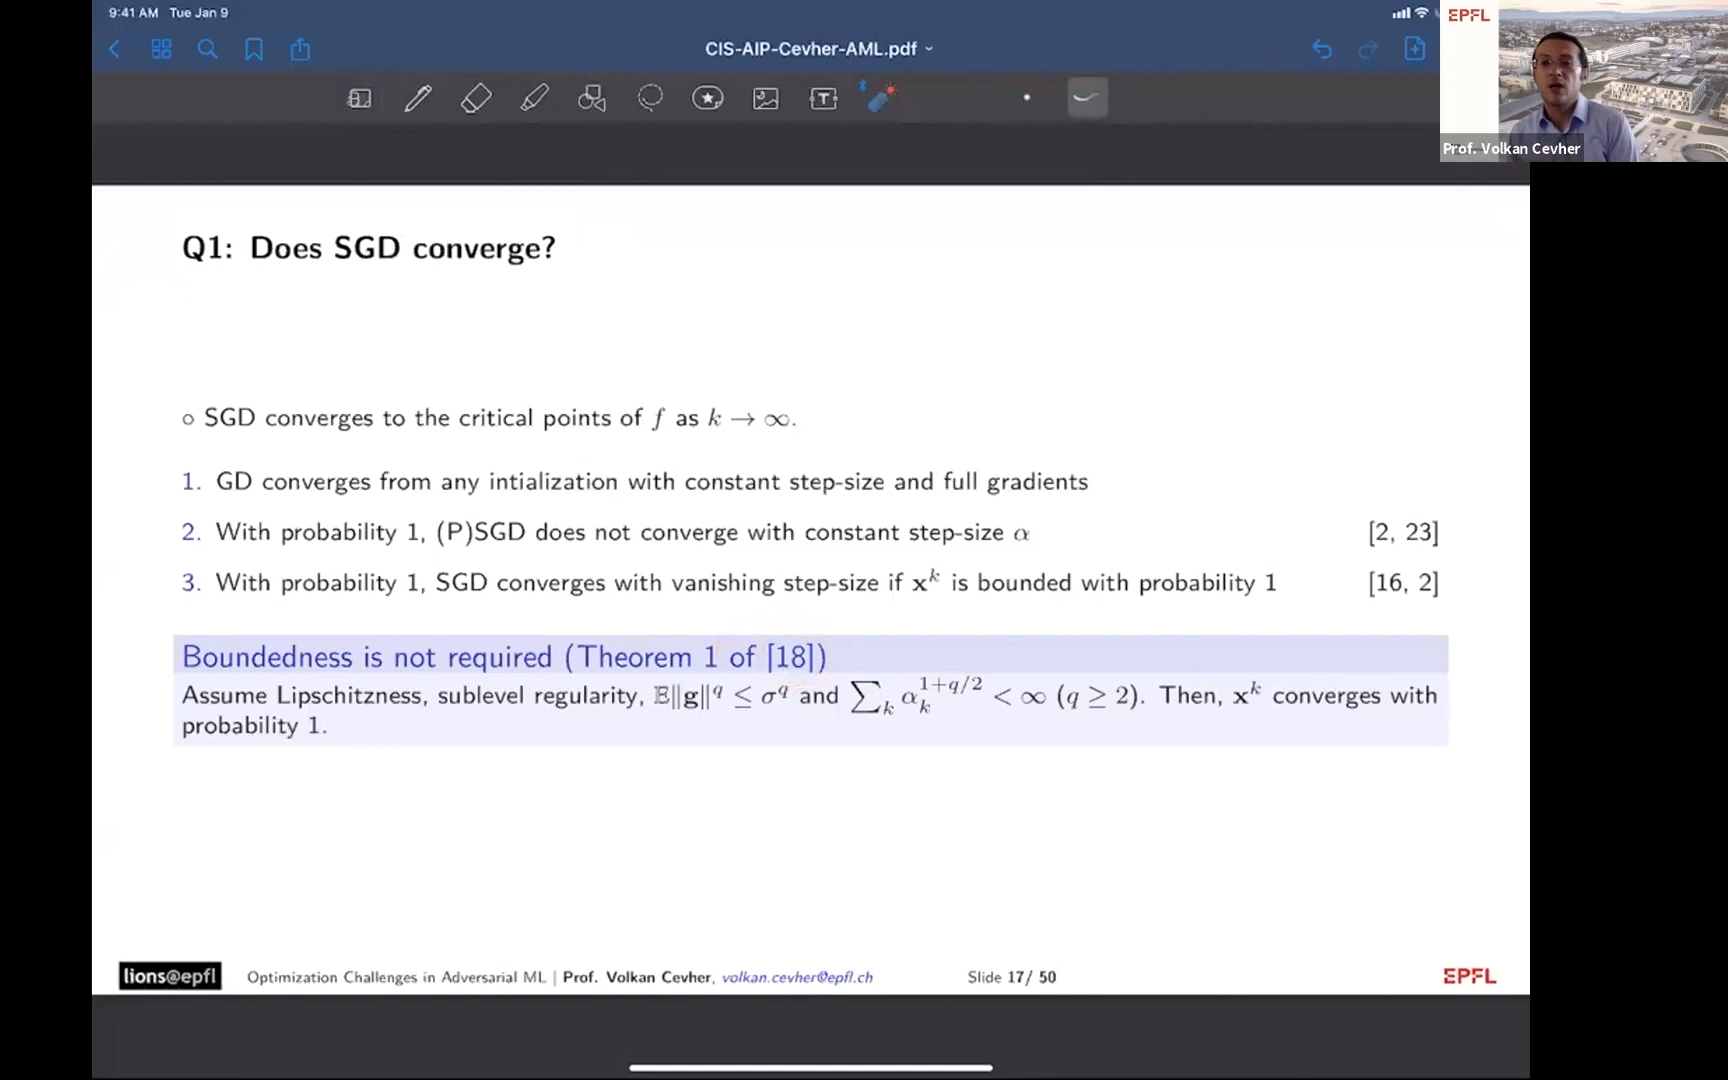 9:41 AM Tue Jan 9
CIS-AIP-Cevher-AML.pdf
EPFL
Prof. Volkan Cevher
Q1: Does SGD converge?
○ SGD converges to the critical points of f as k → ∞.
1. GD converges from any intialization with constant step-size and full gradients
2. With probability 1, (P)SGD does not converge with constant step-size α [2, 23]
3. With probability 1, SGD converges with vanishing step-size if x^k is bounded with probability 1 [16, 2]
Boundedness is not required (Theorem 1 of [18])
Assume Lipschitzness, sublevel regularity, 𝔼‖g‖^q ≤ σ^q and ∑_k α_k^{1+q/2} < ∞ (q ≥ 2). Then, x^k converges with
probability 1.
lions@epfl Optimization Challenges in Adversarial ML | Prof. Volkan Cevher, volkan.cevher@epfl.ch Slide 17/ 50 EPFL